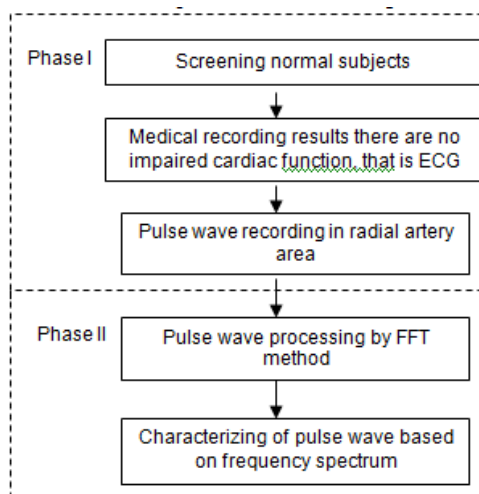 Phase I
Screening normal subjects
Medical recording results there are no
impaired cardiac function, that is ECG
Pulse wave recording in radial artery
area
Phase II
Pulse wave processing by FFT
method
Characterizing of pulse wave based
on frequency spectrum